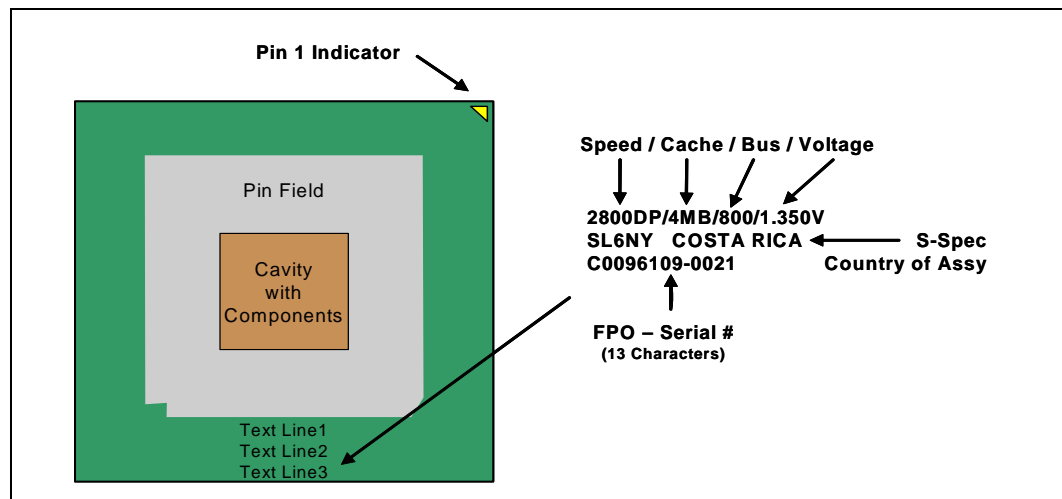 Pin 1 Indicator
Pin Field
Cavity
with
Components
Text Line1
Text Line2
Text Line3
Speed / Cache / Bus / Voltage
2800DP/4MB/800/1.350V
SL6NY COSTA RICA
C0096109-0021
S-Spec
Country of Assy
FPO – Serial #
(13 Characters)